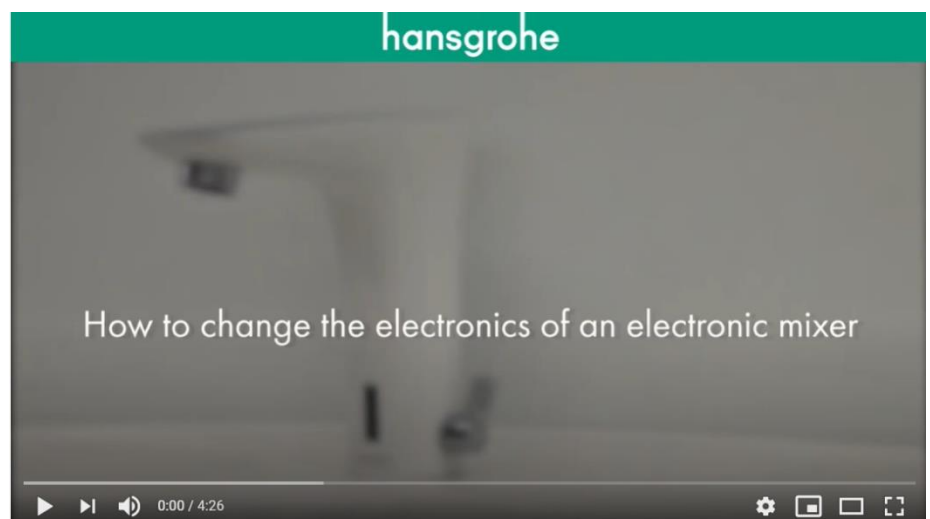 hansgrohe
How to change the electronics of an electronic mixer
0:00 / 4:26